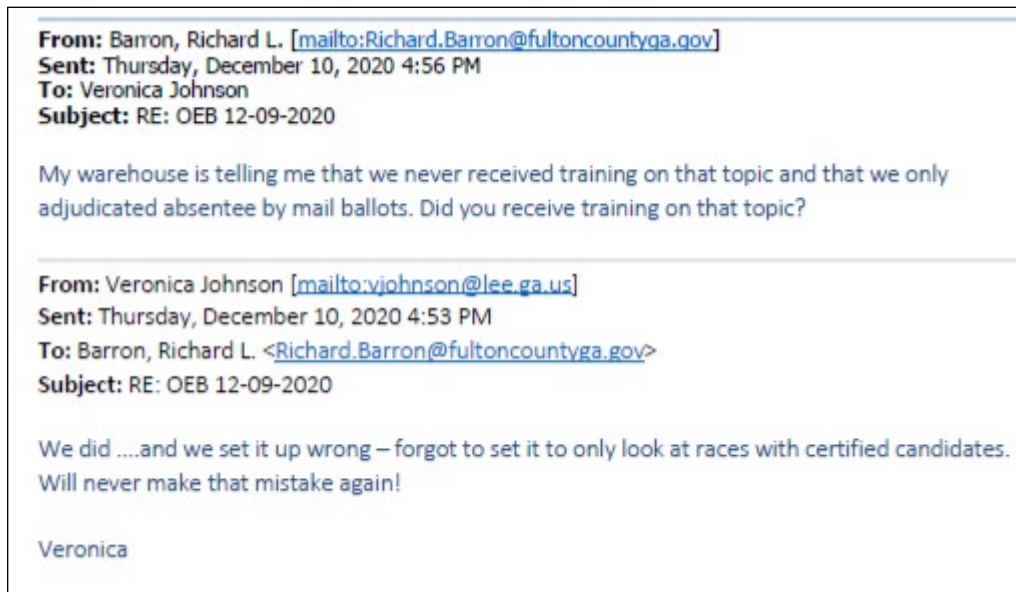 From: Barron, Richard L. [mailto:Richard.Barron@fultoncountyga.gov]
Sent: Thursday, December 10, 2020 4:56 PM
To: Veronica Johnson
Subject: RE: OEB 12-09-2020
My warehouse is telling me that we never received training on that topic and that we only
adjudicated absentee by mail ballots. Did you receive training on that topic?
From: Veronica Johnson [mailto:vjohnson@lee.ga.us]
Sent: Thursday, December 10, 2020 4:53 PM
To: Barron, Richard L. <Richard.Barron@fultoncountyga.gov>
Subject: RE: OEB 12-09-2020
We did ....and we set it up wrong – forgot to set it to only look at races with certified candidates.
Will never make that mistake again!
Veronica